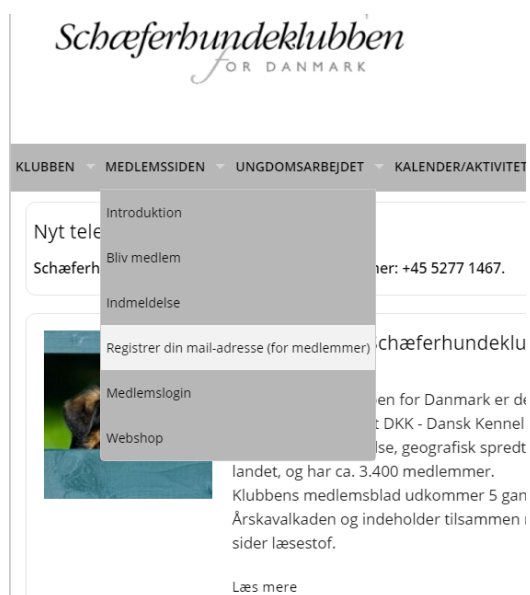 Schæferhundeklubben
FOR DANMARK
KLUBBEN MEDLEMSSIDEN UNGDOMSARBEJDET KALENDER/AKTIVITET
Introduktion
Bliv medlem
Indmeldelse
Registrer din mail-adresse (for medlemmer)
Medlemslogin
Webshop
Nyt tele
Schæferh er: +45 5277 1467.
chæferhundeklu
en for Danmark er de
t DKK - Dansk Kennel
lse, geografisk spredt
landet, og har ca. 3.400 medlemmer.
Klubbens medlemsblad udkommer 5 gan
Årskavalkaden og indeholder tilsammen
sider læsestof.
Læs mere